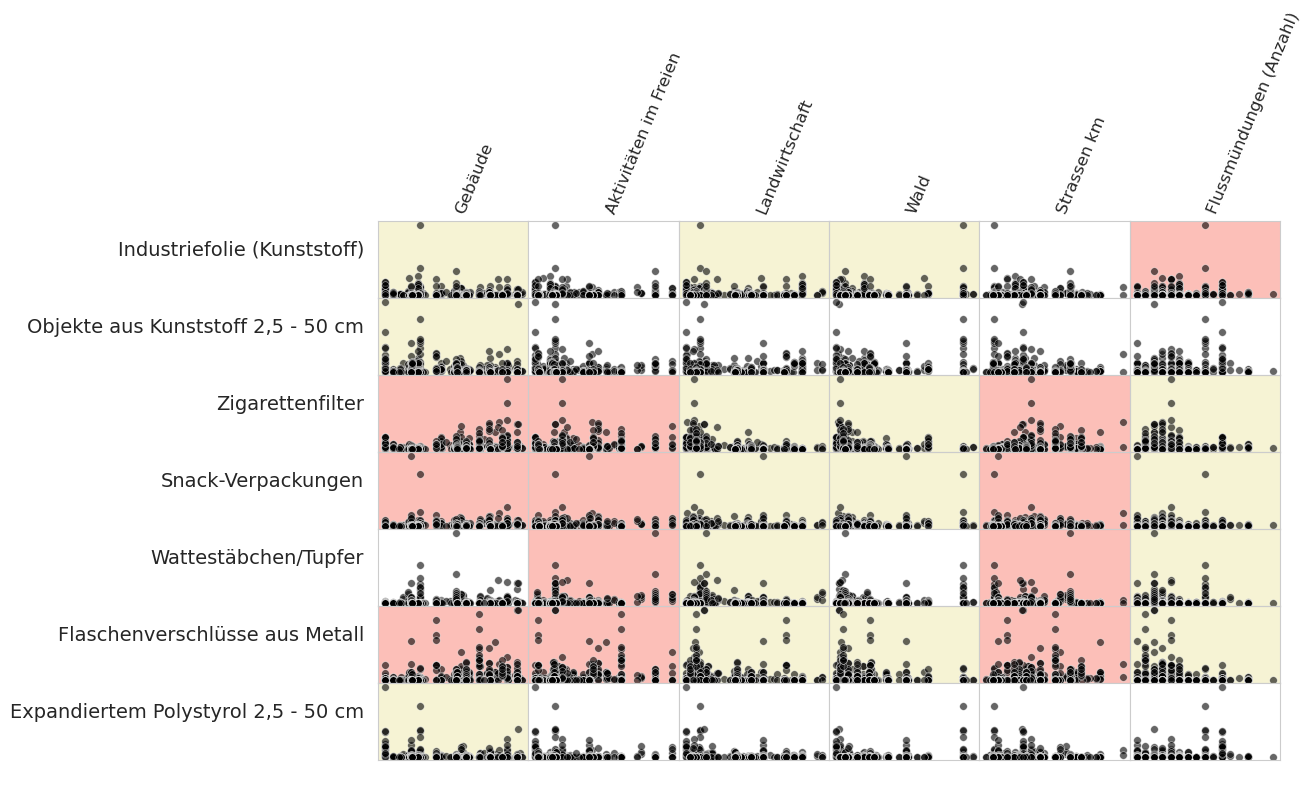 Gebäude
Aktivitäten im Freien
Landwirtschaft
Wald
Strassen km
Flussmündungen (Anzahl)
Industriefolie (Kunststoff)
Objekte aus Kunststoff 2,5 - 50 cm
Zigarettenfilter
Snack-Verpackungen
Wattestäbchen/Tupfer
Flaschenverschlüsse aus Metall
Expandiertem Polystyrol 2,5 - 50 cm